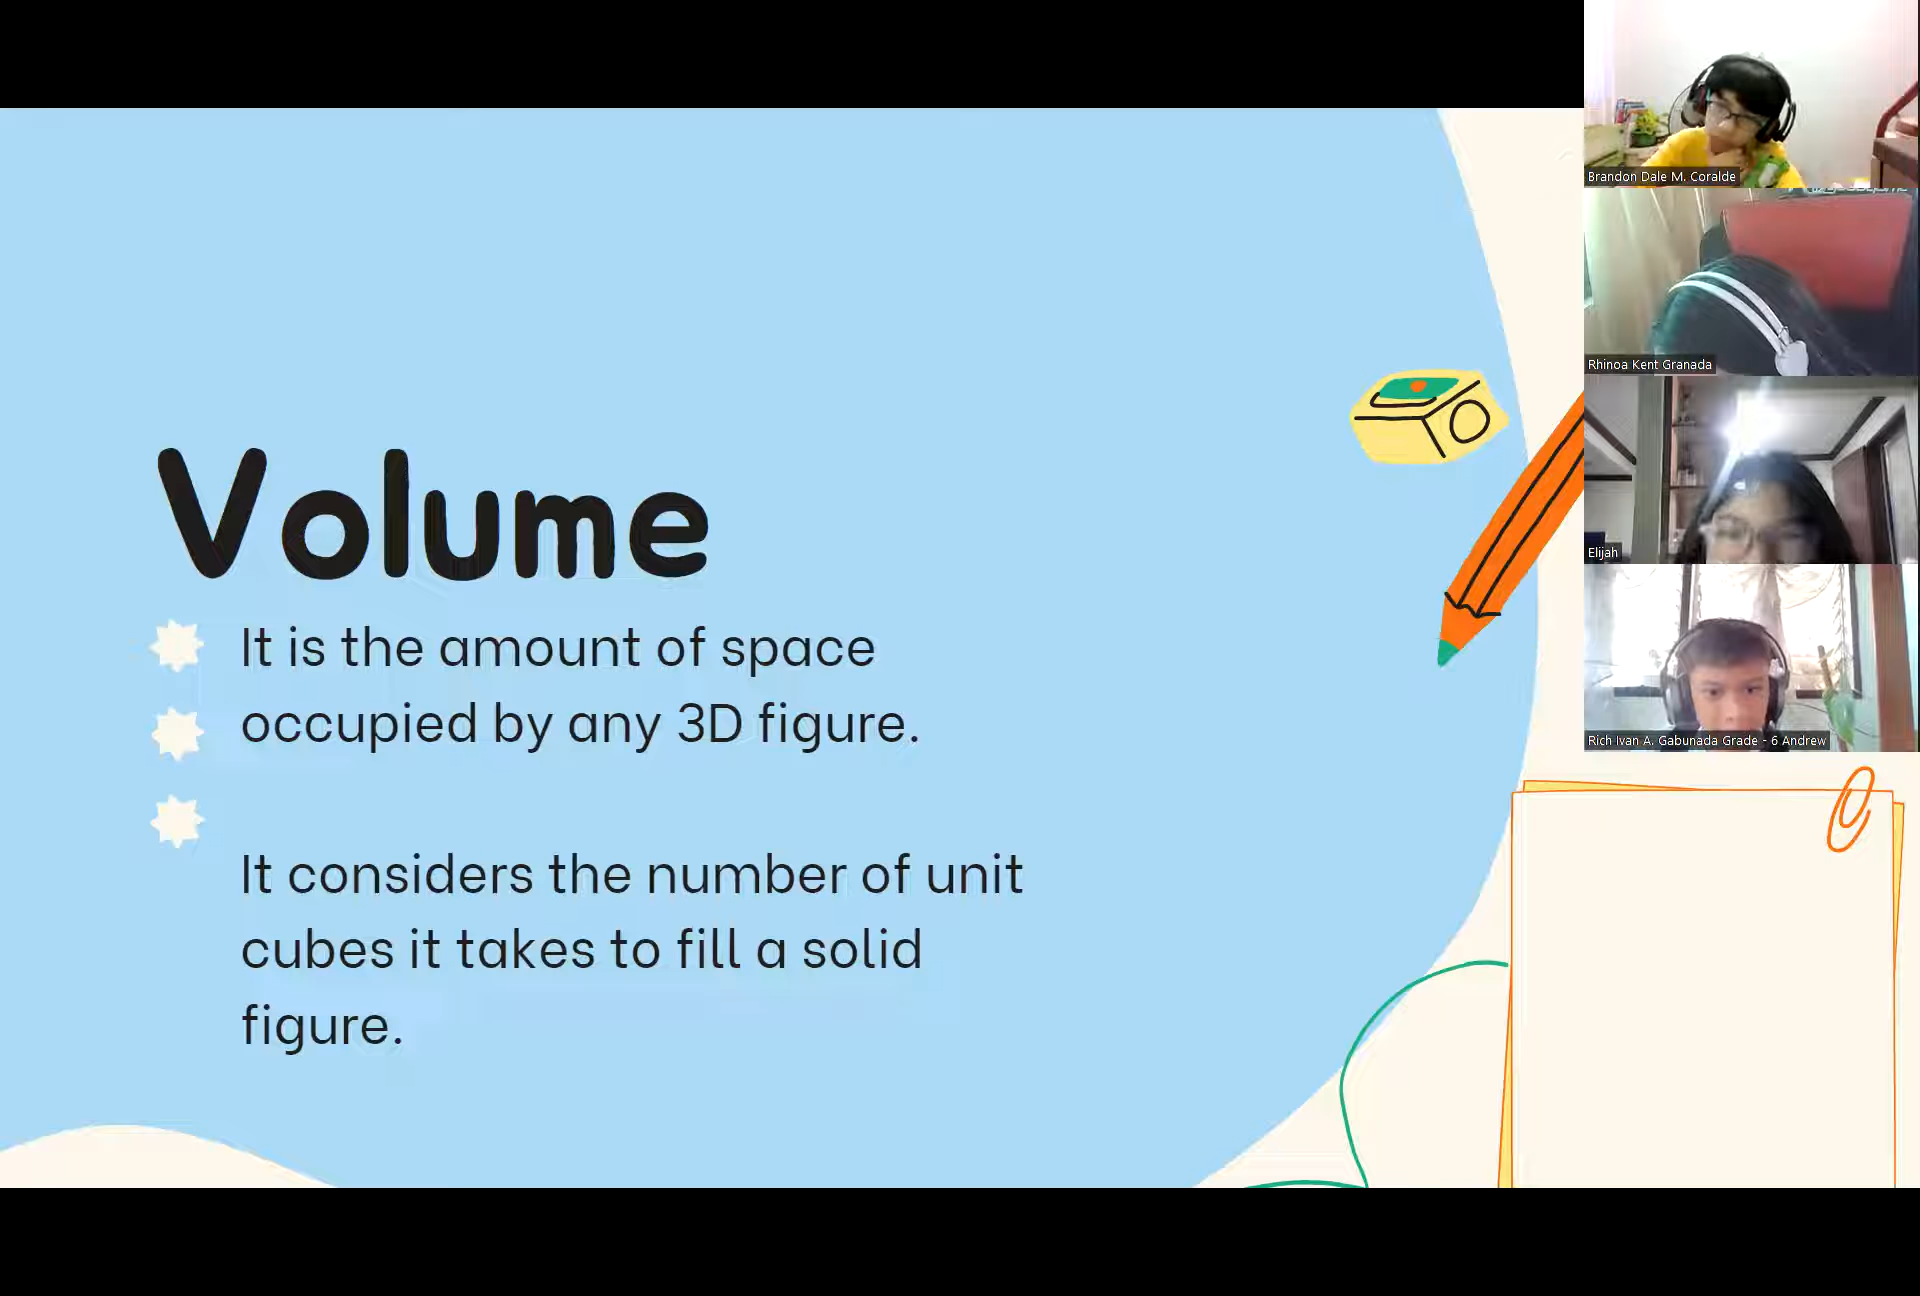 Volume
It is the amount of space
occupied by any 3D figure.
It considers the number of unit
cubes it takes to fill a solid
figure.
Brandon Dale M. Coralde
Rhinoa Kent Granada
Elijah
Rich Ivan A. Gabunada Grade - 6 Andrew